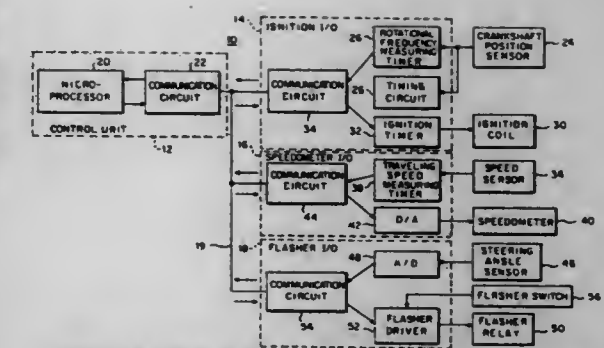 14
IGNITION I/O
10
20
22
MICRO-
PROCESSOR
COMMUNICATION
CIRCUIT
CONTROL UNIT
12
COMMUNICATION
CIRCUIT
34
26
ROTATIONAL
FREQUENCY
MEASURING
TIMER
28
TIMING
CIRCUIT
32
IGNITION
TIMER
CRANKSHAFT
POSITION
SENSOR
24
IGNITION
COIL
30
16
SPEEDOMETER I/O
COMMUNICATION
CIRCUIT
44
TRAVELING
SPEED
MEASURING
TIMER
38
D/A
42
SPEED
SENSOR
SPEEDOMETER
40
19
18
FLASHER I/O
COMMUNICATION
CIRCUIT
54
48
A/D
52
FLASHER
DRIVER
STEERING
ANGLE
SENSOR
46
FLASHER SWITCH
56
FLASHER
RELAY
50